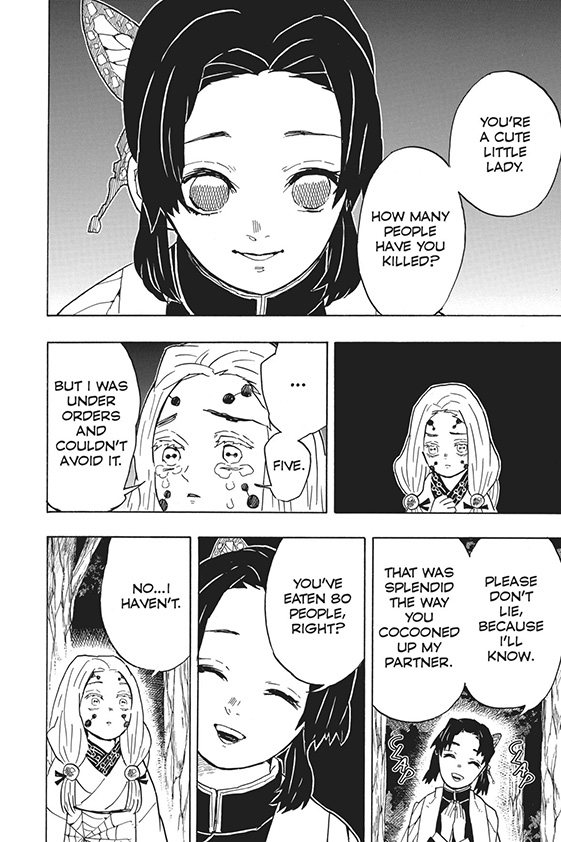 YOU'RE
A CUTE
LITTLE
LADY.
HOW MANY
PEOPLE
HAVE YOU
KILLED?
...
FIVE.
BUT I WAS
UNDER
ORDERS
AND
COULDN'T
AVOID IT.
PLEASE
DON'T
LIE,
BECAUSE
I'LL
KNOW.
THAT WAS
SPLENDID
THE WAY
YOU
COCOONED
UP MY
PARTNER.
CLAP
CLAP
YOU'VE
EATEN 80
PEOPLE,
RIGHT?
NO...I
HAVEN'T.